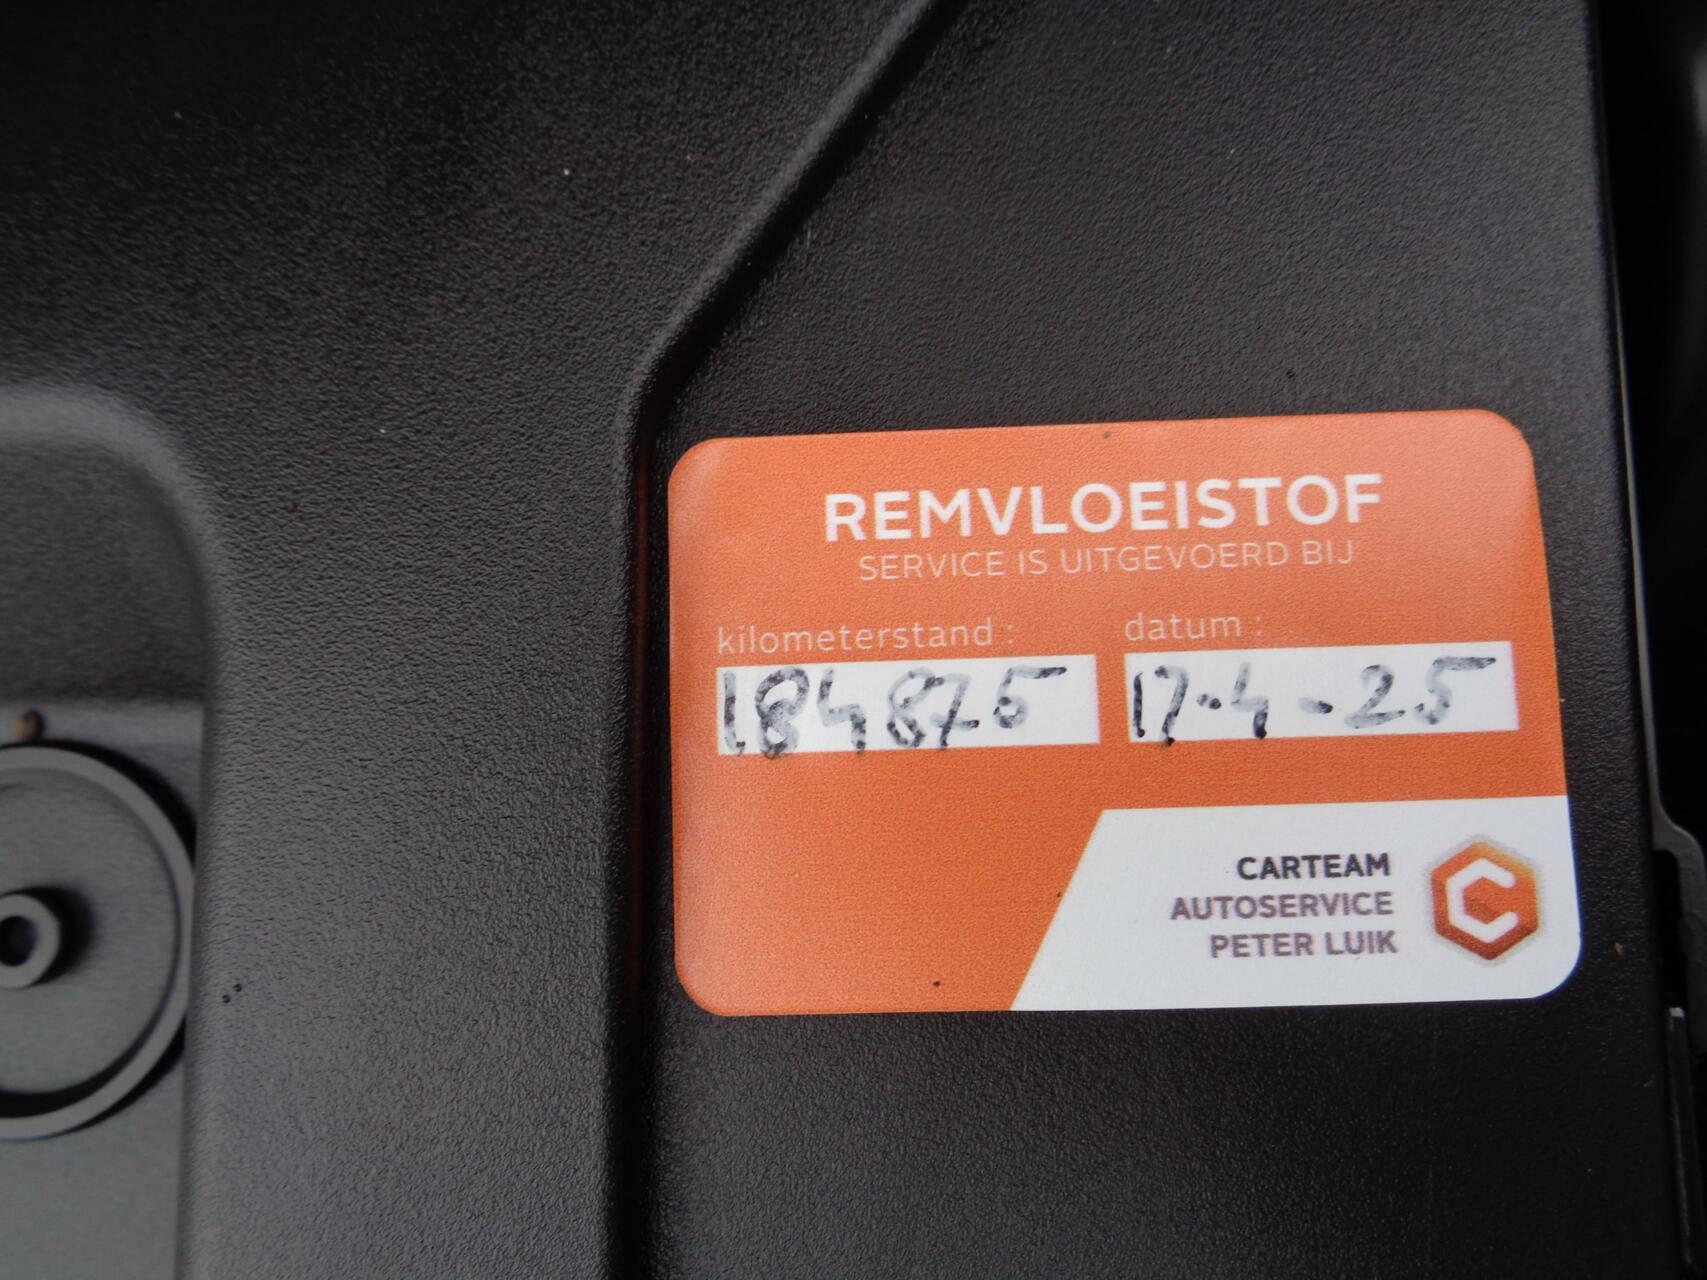 REMVLOEISTOF
SERVICE IS UITGEVOERD BIJ
kilometerstand : datum :
184875 17-4-25
CARTEAM
AUTOSERVICE
PETER LUIK